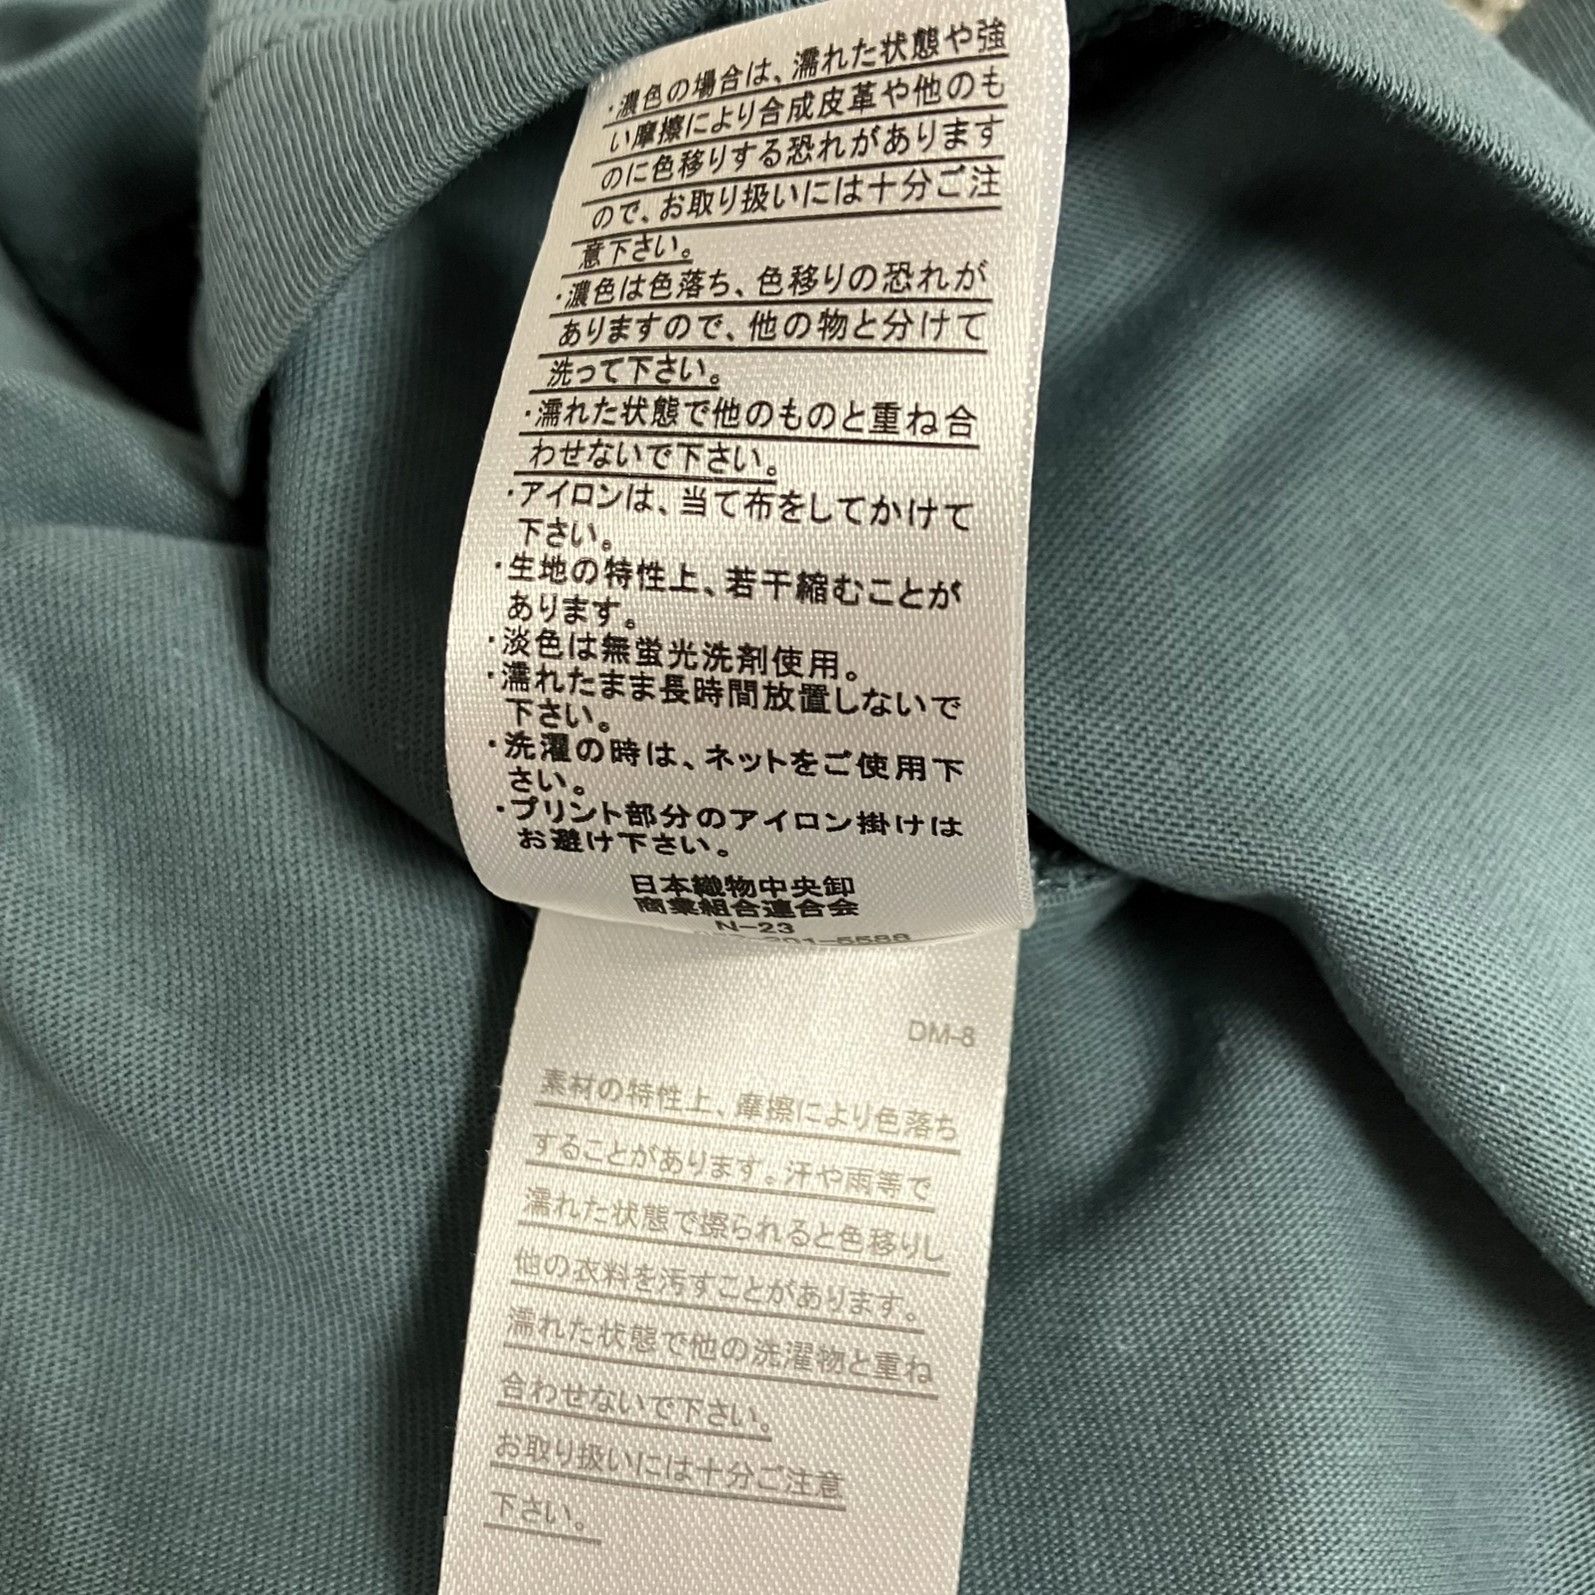 ・濃色の場合は、濡れた状態や強
い摩擦により合成皮革や他のも
のに色移りする恐れがあります
ので、お取り扱いには十分ご注
意下さい。
・濃色は色落ち、色移りの恐れが
ありますので、他の物と分けて
洗って下さい。
・濡れた状態で他のものと重ね合
わせないで下さい。
・アイロンは、当て布をしてかけて
下さい。
・生地の特性上、若干縮むことが
あります。
・淡色は無蛍光洗剤使用。
・濡れたまま長時間放置しないで
下さい。
・洗濯の時は、ネットをご使用下
さい。
・プリント部分のアイロン掛けは
お避け下さい。
日本織物中央卸
商業組合連合会
N-23
201-5588
DM-8
素材の特性上、摩擦により色落ち
することがあります。汗や雨等で
濡れた状態で擦られると色移りし
他の衣料を汚すことがあります。
濡れた状態で他の洗濯物と重ね
合わせないで下さい。
お取り扱いには十分ご注意
下さい。